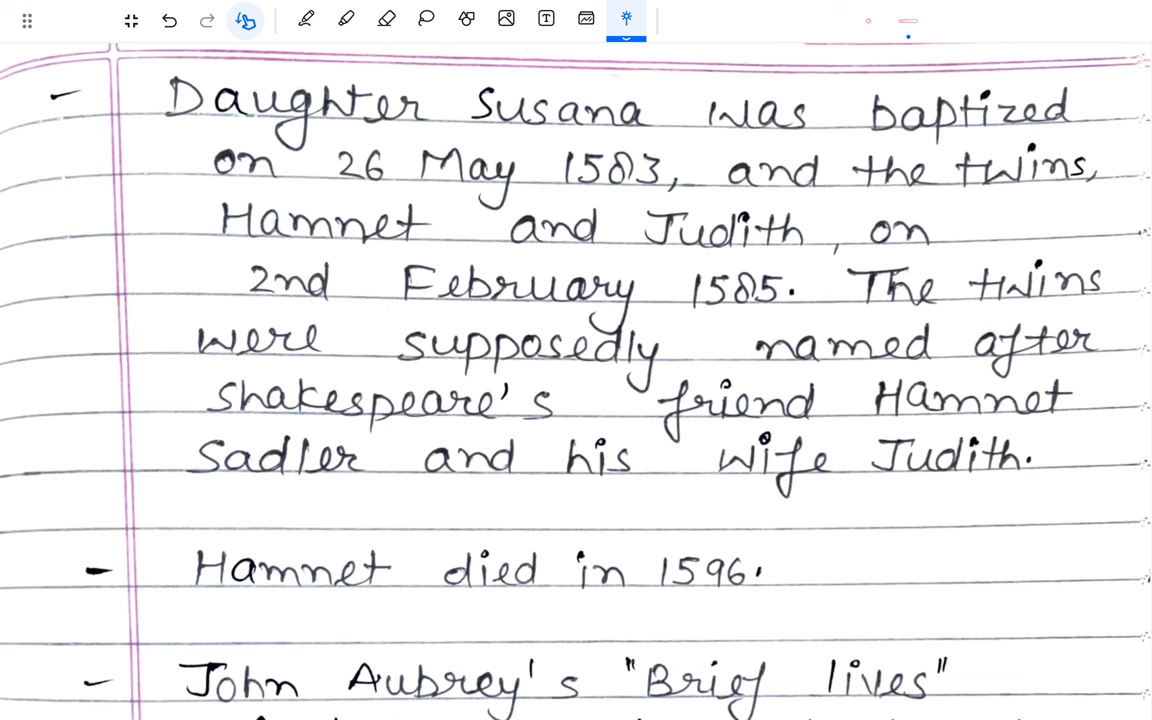 - Daughter Susana was baptized
on 26 May 1583, and the twins,
Hamnet and Judith, on
2nd February 1585. The twins
were supposedly named after
Shakespeare's friend Hamnet
Sadler and his wife Judith.
- Hamnet died in 1596.
- John Aubrey's "Brief lives"